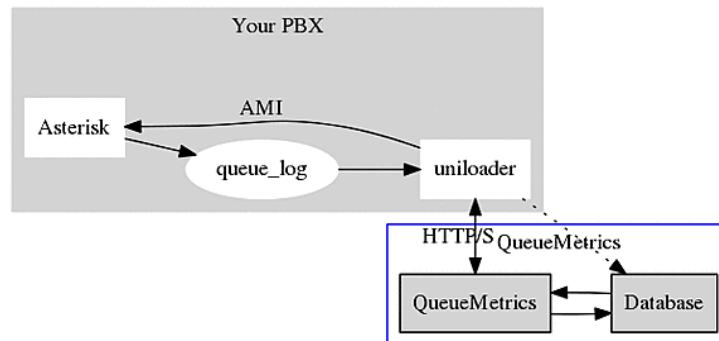 Your PBX
AMI
Asterisk
queue_log
uniloader
HTTP/S
QueueMetrics
QueueMetrics
Database